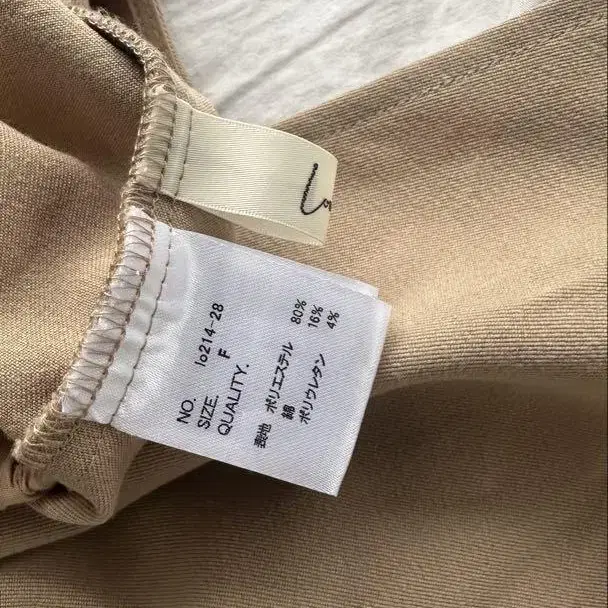 NO. lo214-28
SIZE. F
QUALITY.
表地 ポリエステル 80%
綿 16%
ポリウレタン 4%